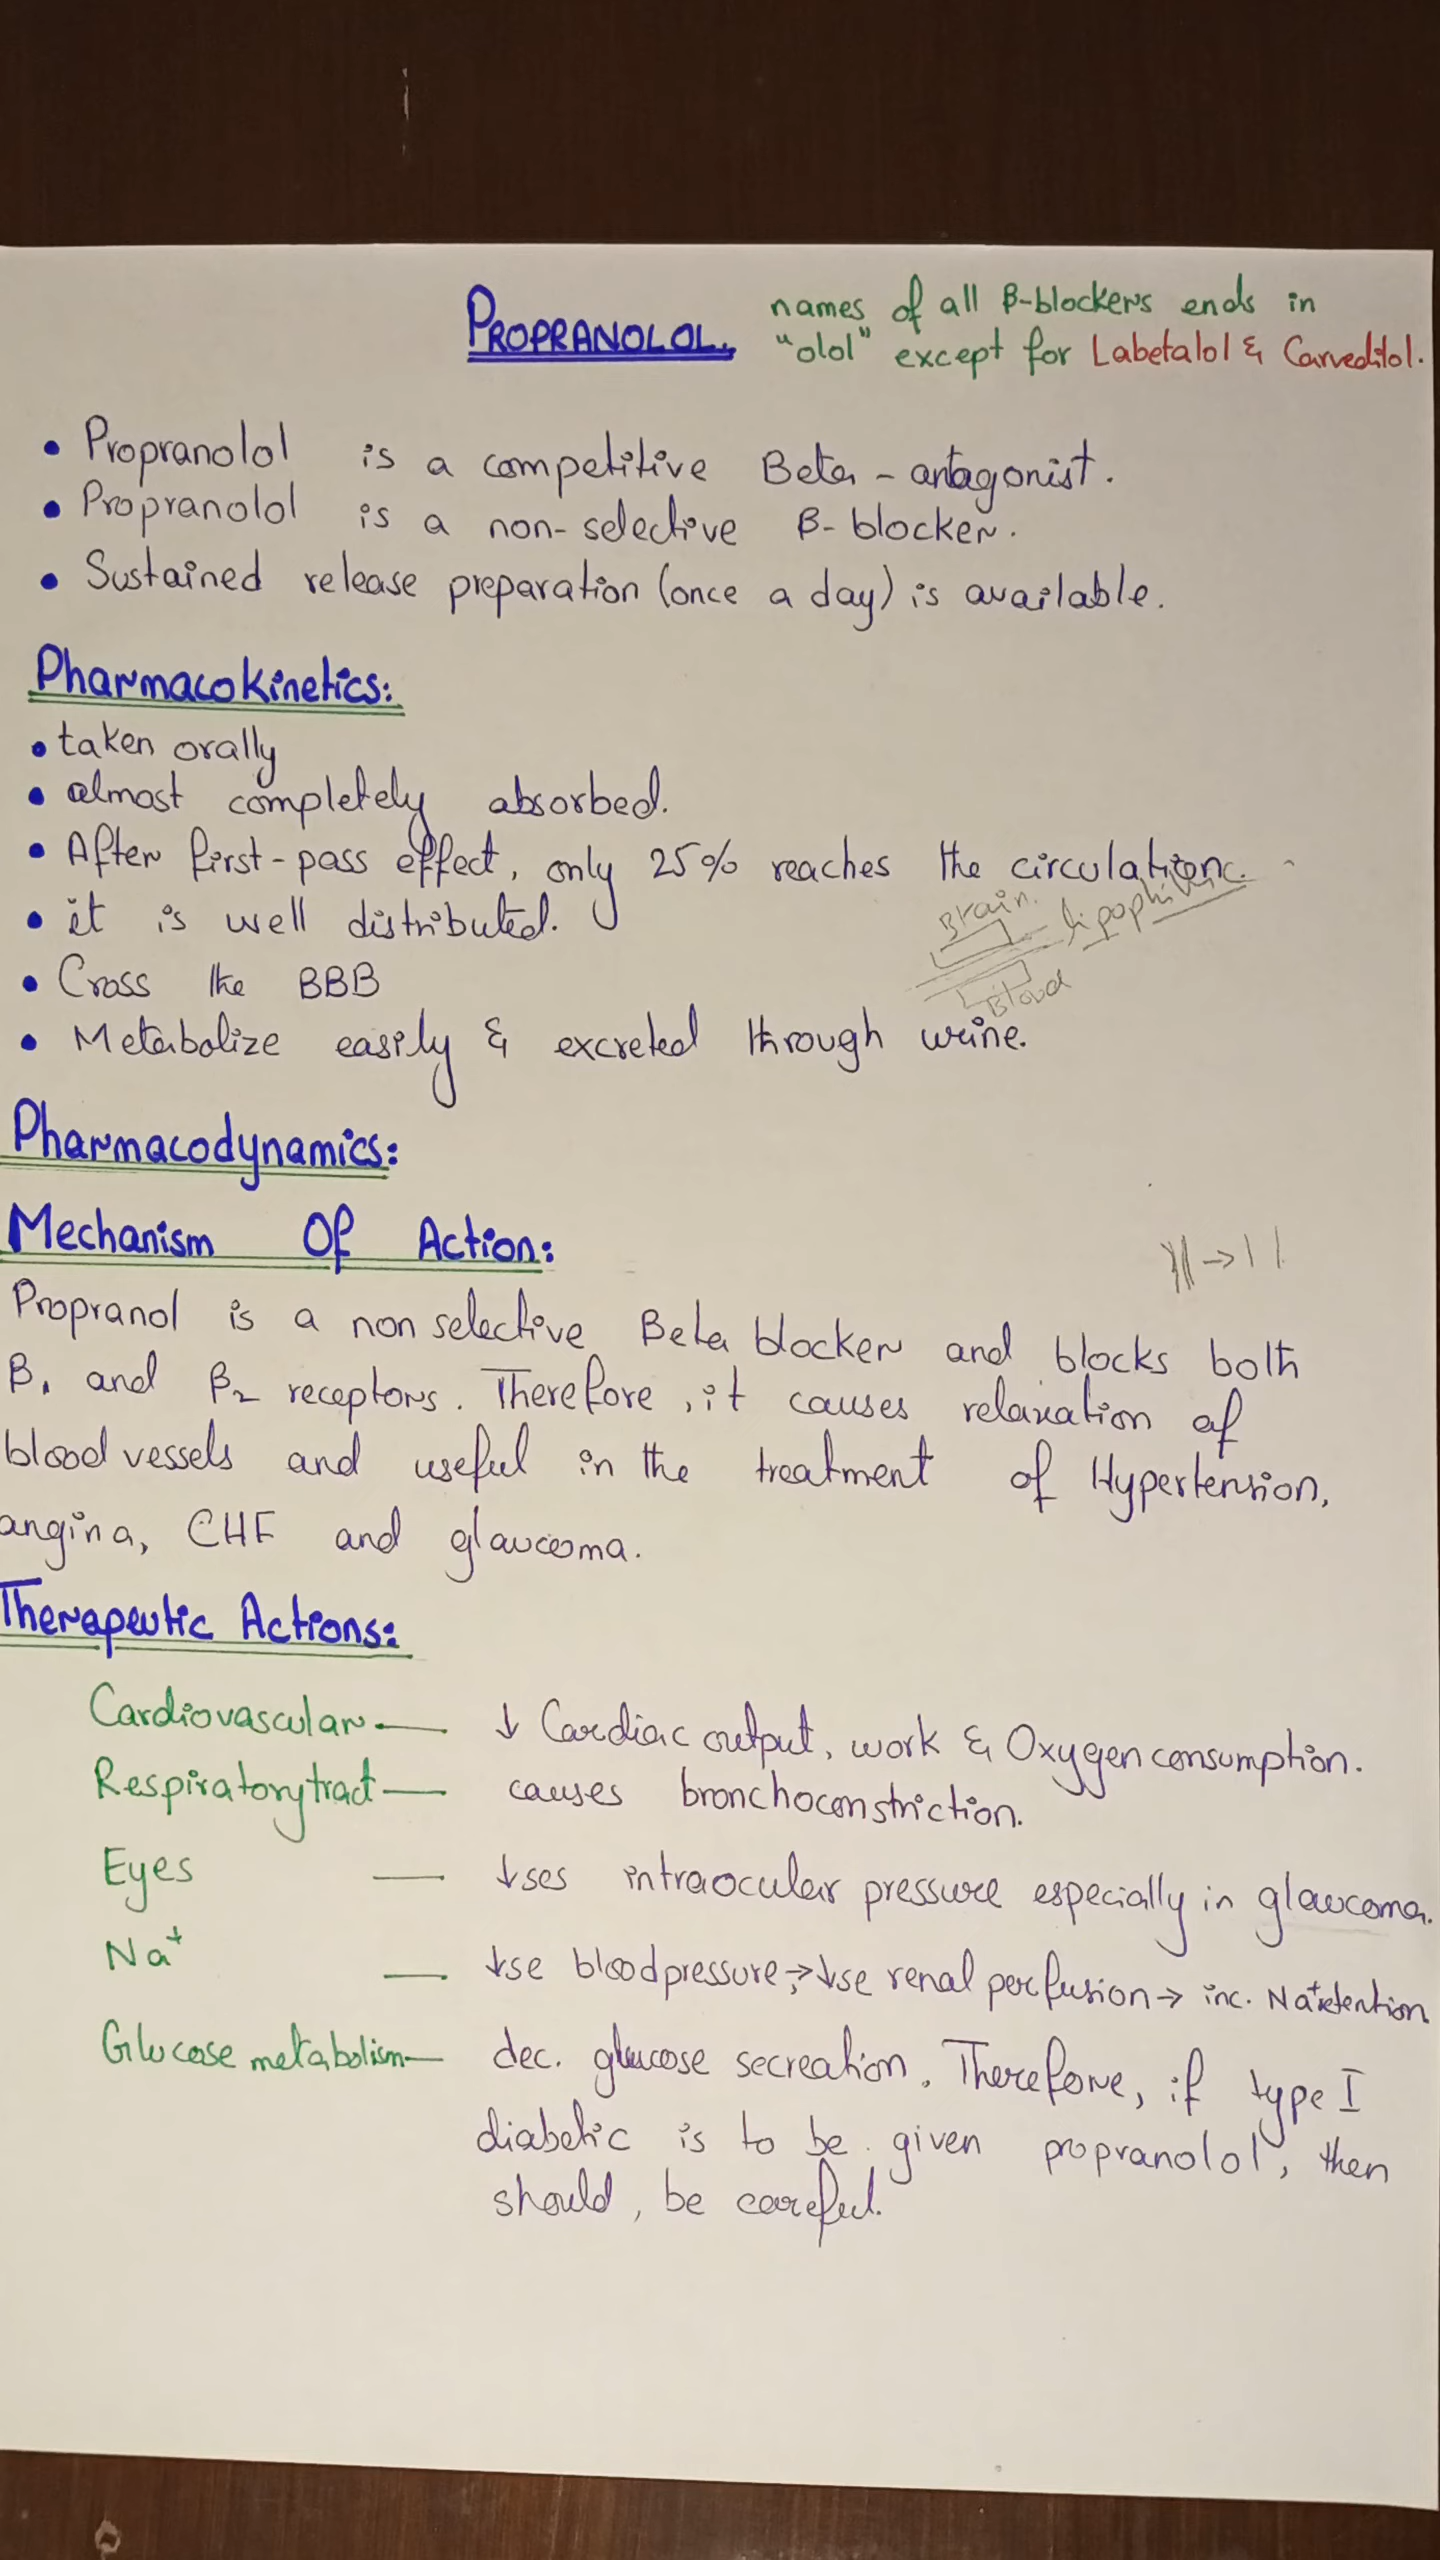 PROPRANOLOL. names of all β-blockers ends in
"olol" except for Labetalol & Carvedilol.
• Propranolol is a competitive Beta-antagonist.
• Propranolol is a non-selective β-blocker.
• Sustained release preparation (once a day) is available.
Pharmacokinetics:
• taken orally
• almost completely absorbed.
• After first-pass effect, only 25% reaches the circulation.
• it is well distributed.
Brain. lipophilic
• Cross the BBB
Blood
• Metabolize easily & excreted through urine.
Pharmacodynamics:
Mechanism Of Action:
Propranol is a non selective Beta blocker and blocks both
β₁ and β₂ receptors. Therefore, it causes relaxation of
blood vessels and useful in the treatment of Hypertension,
angina, CHF and glaucoma.
Therapeutic Actions:
Cardiovascular — ↓ Cardiac output, work & Oxygen consumption.
Respiratory tract — causes bronchoconstriction.
Eyes — ↓ses intraocular pressure especially in glaucoma.
Na⁺ — ↓se blood pressure → ↓se renal perfusion → inc. Na⁺ retention
Glucose metabolism — dec. glucose secreation. Therefore, if type I
diabetic is to be given propranolol, then
should, be careful.